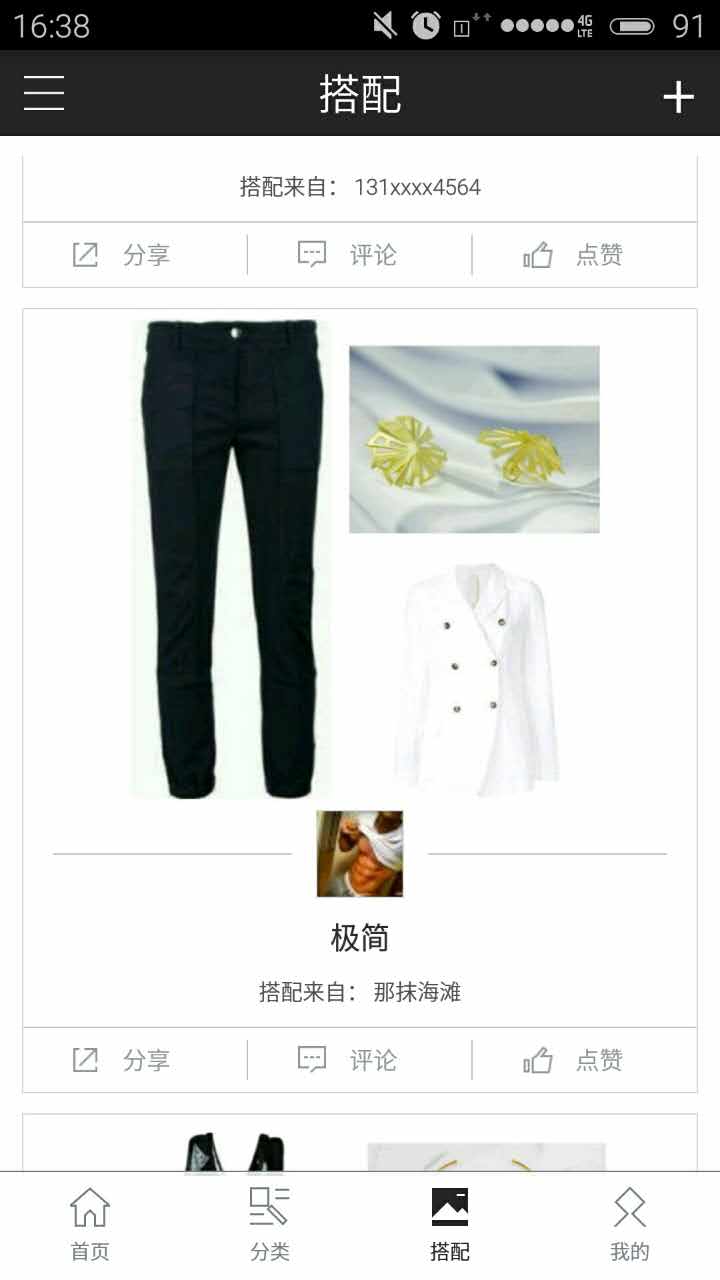 16:38
4G
LTE
91
搭配
搭配来自： 131xxxx4564
分享
评论
点赞
极简
搭配来自： 那抹海滩
分享
评论
点赞
首页
分类
搭配
我的